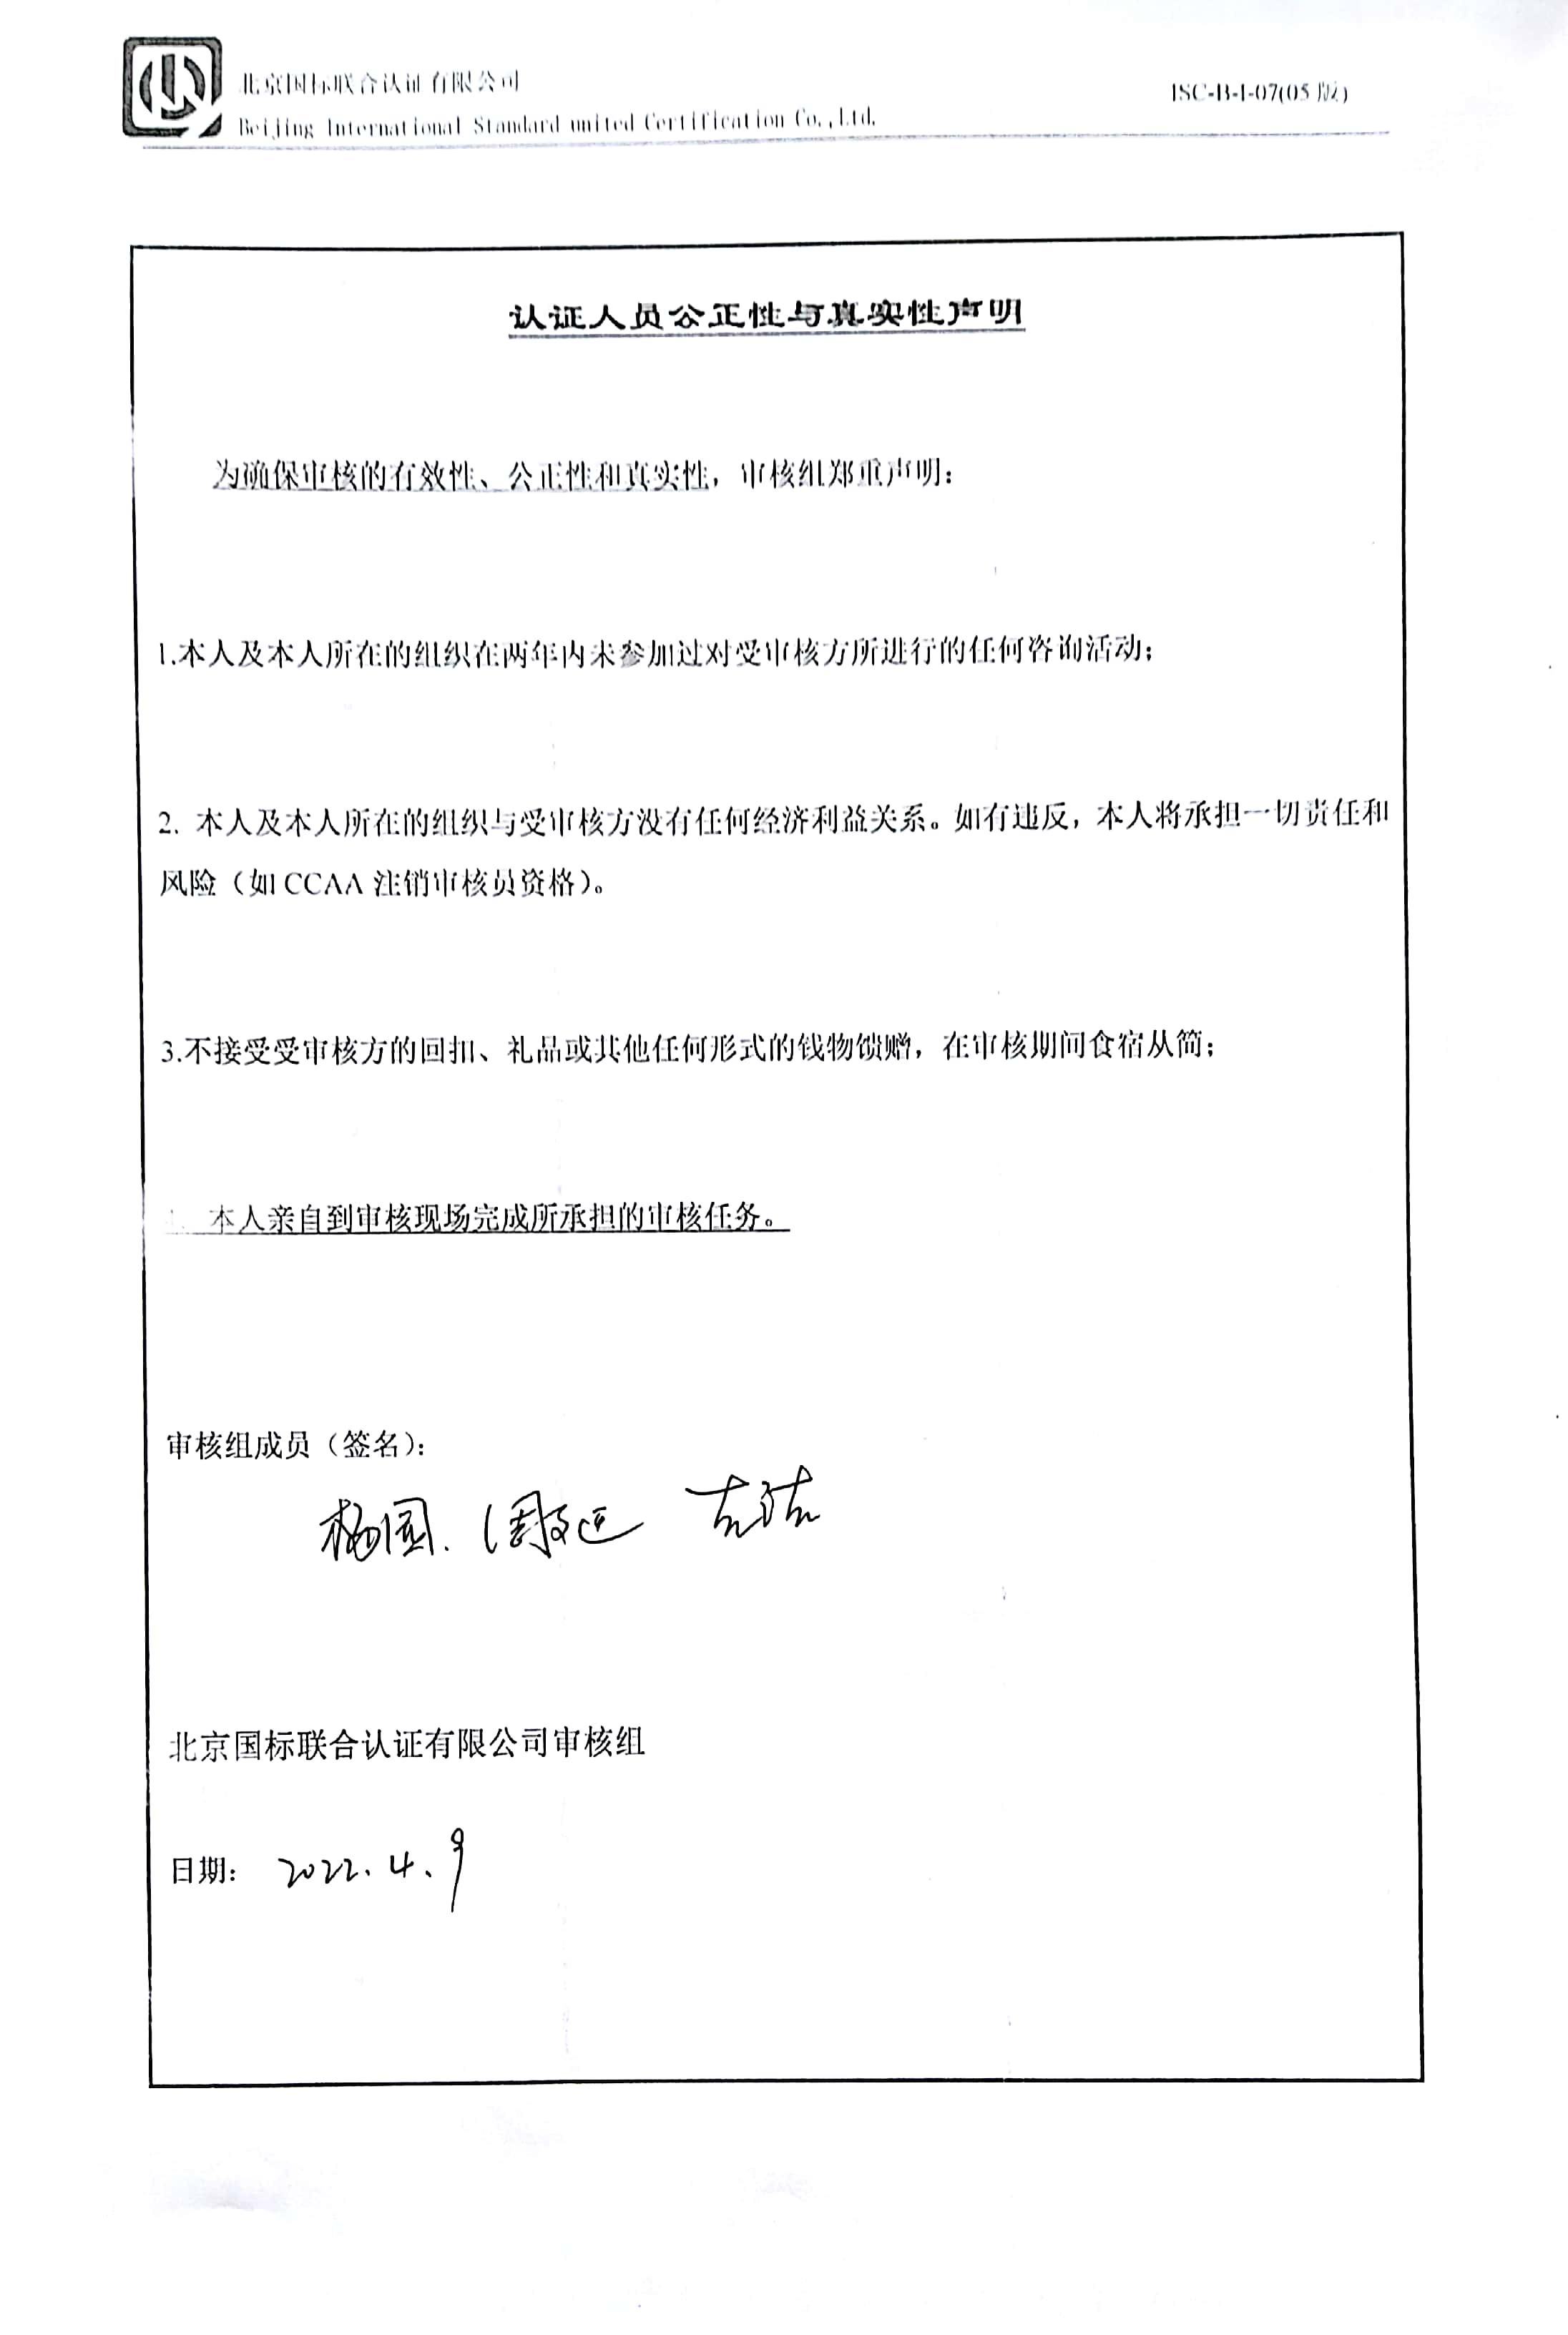 北京国标联合认证有限公司
ISC-B-I-07(05版)
Beijing International Standard united Certification Co.,Ltd.
认证人员公正性与真实性声明
为确保审核的有效性、公正性和真实性，审核组郑重声明：
1.本人及本人所在的组织在两年内未参加过对受审核方所进行的任何咨询活动；
2. 本人及本人所在的组织与受审核方没有任何经济利益关系。如有违反，本人将承担一切责任和
风险（如 CCAA 注销审核员资格）。
3.不接受受审核方的回扣、礼品或其他任何形式的钱物馈赠，在审核期间食宿从简；
本人亲自到审核现场完成所承担的审核任务。
审核组成员（签名）：
杨园.
北京国标联合认证有限公司审核组
日期： 2022.4.9